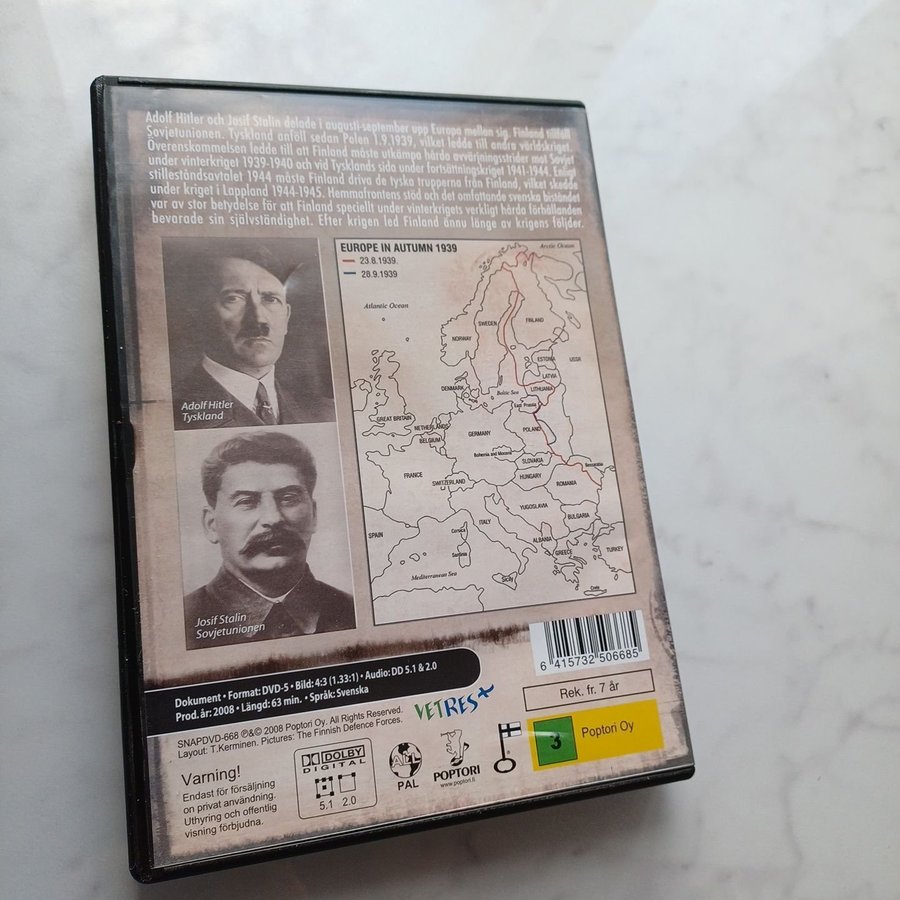 Adolf Hitler och Josif Stalin delade i augusti-september upp Europa mellan sig. Finland tillföll
Sovjetunionen. Tyskland anföll sedan Polen 1.9.1939, vilket ledde till andra världskriget.
Överenskommelsen ledde till att Finland måste utkämpa hårda avvärjningsstrider mot Sovjet
under vinterkriget 1939-1940 och vid Tysklands sida under fortsättningskriget 1941-1944. Enligt
stilleståndsavtalet 1944 måste Finland driva de tyska trupperna från Finland, vilket skedde
under kriget i Lappland 1944-1945. Hemmafrontens stöd och det omfattande svenska biståndet
var av stor betydelse för att Finland speciellt under vinterkrigets verkligt hårda förhållanden
bevarade sin självständighet. Efter krigen led Finland ännu länge av krigens följder.
Adolf Hitler
Tyskland
Josif Stalin
Sovjetunionen
EUROPE IN AUTUMN 1939
23.8.1939.
28.9.1939
Arctic Ocean
Atlantic Ocean
SWEDEN
FINLAND
NORWAY
ESTONIA
USSR
LATVIA
DENMARK
Baltic Sea
LITHUANIA
East Prussia
GREAT BRITAIN
NETHERLANDS
POLAND
BELGIUM
GERMANY
Bohemia and Moravia
SLOVAKIA
Bessarabia
FRANCE
SWITZERLAND
HUNGARY
ROMANIA
YUGOSLAVIA
BULGARIA
ITALY
SPAIN
Corsica
ALBANIA
Sardinia
GREECE
TURKEY
Mediterranean Sea
Sicily
Crete
6 415732 506685
Dokument • Format: DVD-5 • Bild: 4:3 (1.33:1) • Audio: DD 5.1 & 2.0
Prod. år: 2008 • Längd: 63 min. • Språk: Svenska
Rek. fr. 7 år
SNAPDVD-668 ℗&© 2008 Poptori Oy. All Rights Reserved.
Layout: T.Kerminen. Pictures: The Finnish Defence Forces.
VETRES+
3
Poptori Oy
Varning!
Endast för försäljning
on privat användning.
Uthyring och offentlig
visning förbjudna.
DOLBY
DIGITAL
5.1 2.0
ALL
PAL
POPTORI
www.poptori.fi